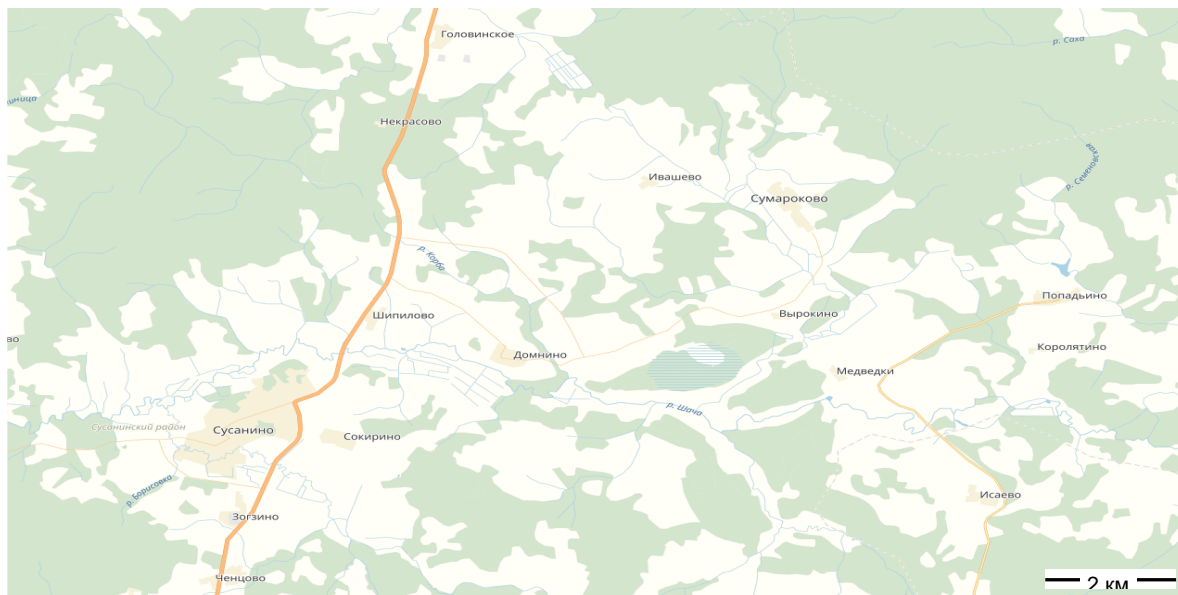 Головинское
р. Саха
Некрасово
р. Семеновская
Ивашево
Сумароково
р. Корба
Попадьино
Шипилово
Вырокино
Домнино
Королятино
Медведки
р. Шача
Сусанинский район
Сусанино
Сокирино
р. Борисовка
Исаево
Зогзино
Ченцово
2 км